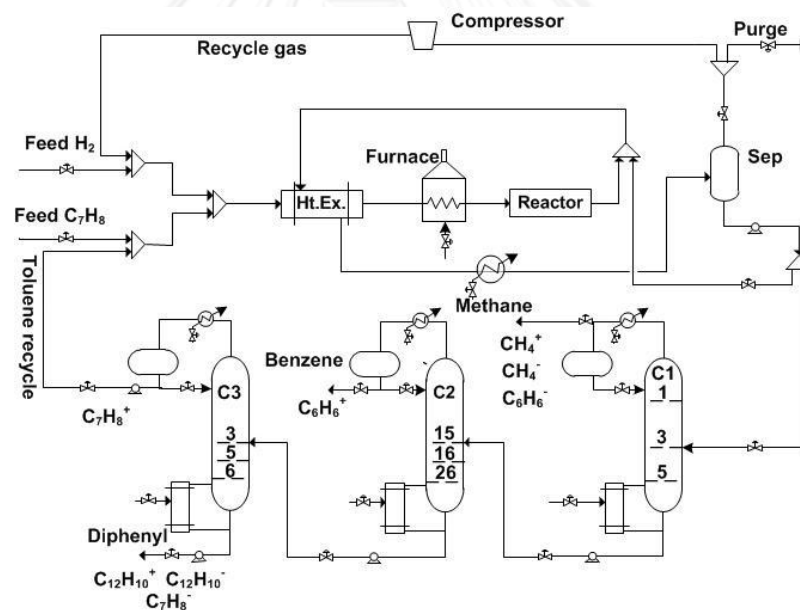 Compressor
Purge
Recycle gas
Feed H₂
Furnace
Sep
Ht.Ex.
Reactor
Feed C₇H₈
Toluene recycle
Methane
CH₄⁺
CH₄⁻
C₆H₆⁻
Benzene
C₆H₆⁺
C₇H₈⁺
C3
3
5
6
C2
15
16
26
C1
1
3
5
Diphenyl
C₁₂H₁₀⁺ C₁₂H₁₀⁻
C₇H₈⁻